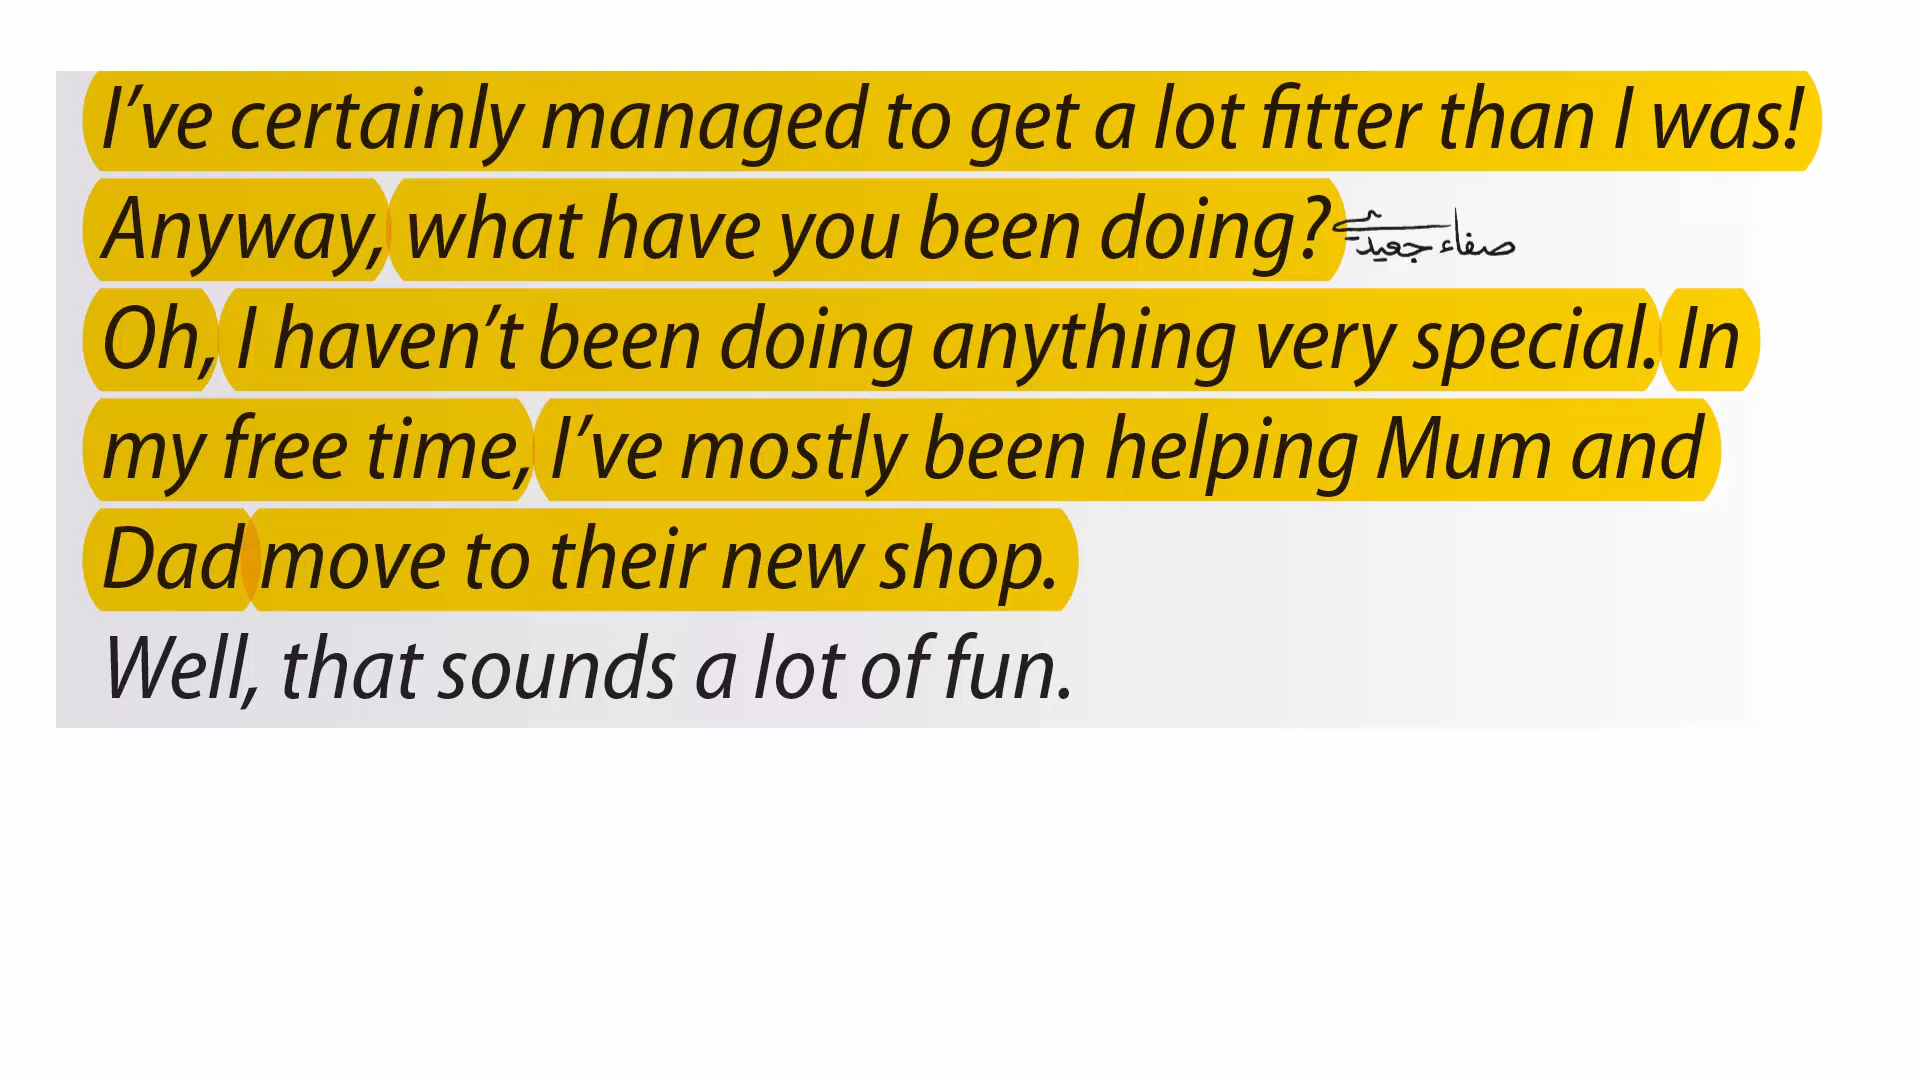 I’ve certainly managed to get a lot fitter than I was!
Anyway, what have you been doing?
صفاء جعيد
Oh, I haven’t been doing anything very special. In
my free time, I’ve mostly been helping Mum and
Dad move to their new shop.
Well, that sounds a lot of fun.